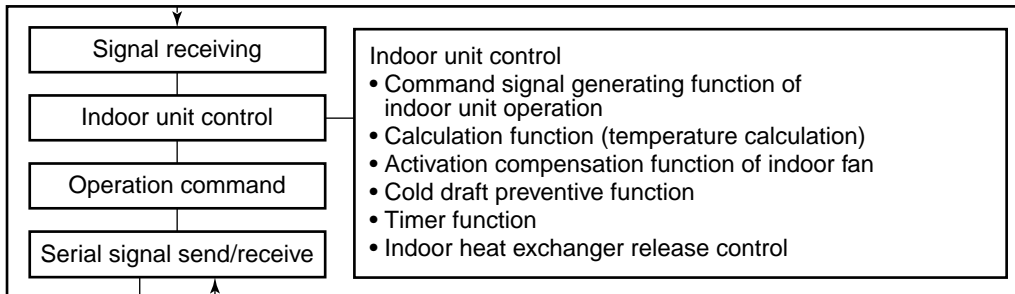 Signal receiving
Indoor unit control
Operation command
Serial signal send/receive
Indoor unit control
• Command signal generating function of
indoor unit operation
• Calculation function (temperature calculation)
• Activation compensation function of indoor fan
• Cold draft preventive function
• Timer function
• Indoor heat exchanger release control